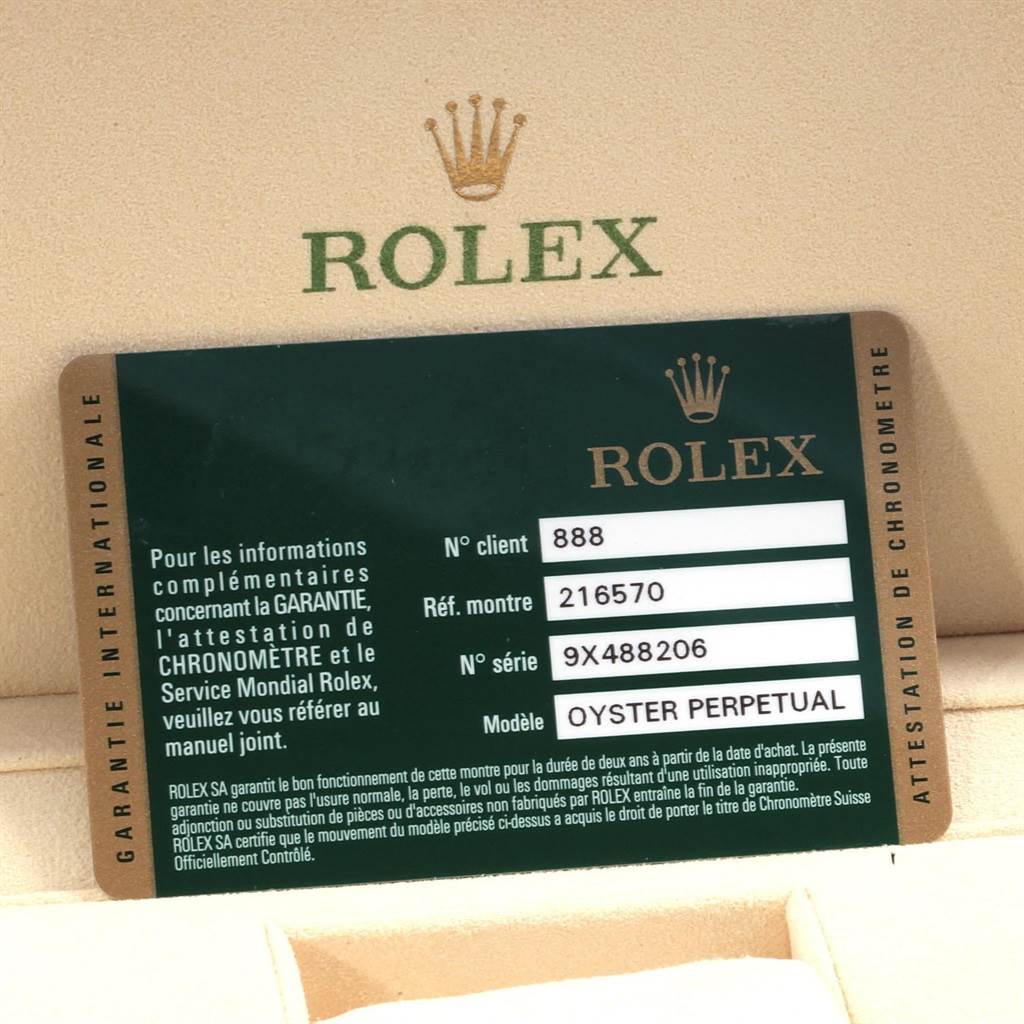 ROLEX
GARANTIE INTERNATIONALE
ROLEX
N° client 888
Réf. montre 216570
N° série 9X488206
Modèle OYSTER PERPETUAL
Pour les informations
complémentaires
concernant la GARANTIE,
l'attestation de
CHRONOMÈTRE et le
Service Mondial Rolex,
veuillez vous référer au
manuel joint.
ROLEX SA garantit le bon fonctionnement de cette montre pour la durée de deux ans à partir de la date d'achat. La présente
garantie ne couvre pas l'usure normale, la perte, le vol ou les dommages résultant d'une utilisation inappropriée. Toute
adjonction ou substitution de pièces ou d'accessoires non fabriqués par ROLEX entraîne la fin de la garantie.
ROLEX SA certifie que le mouvement du modèle précisé ci-dessus a acquis le droit de porter le titre de Chronomètre Suisse
Officiellement Contrôlé.
ATTESTATION DE CHRONOMETRE